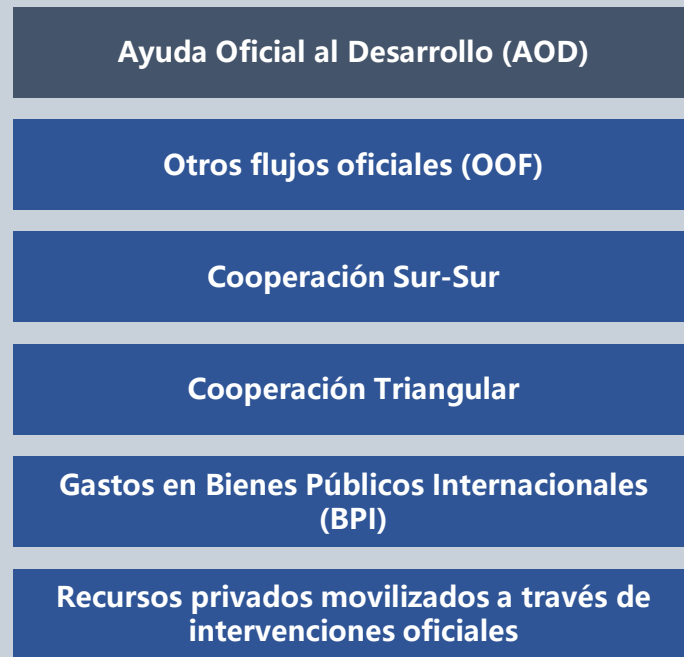 Ayuda Oficial al Desarrollo (AOD)
Otros flujos oficiales (OOF)
Cooperación Sur-Sur
Cooperación Triangular
Gastos en Bienes Públicos Internacionales
(BPI)
Recursos privados movilizados a través de
intervenciones oficiales